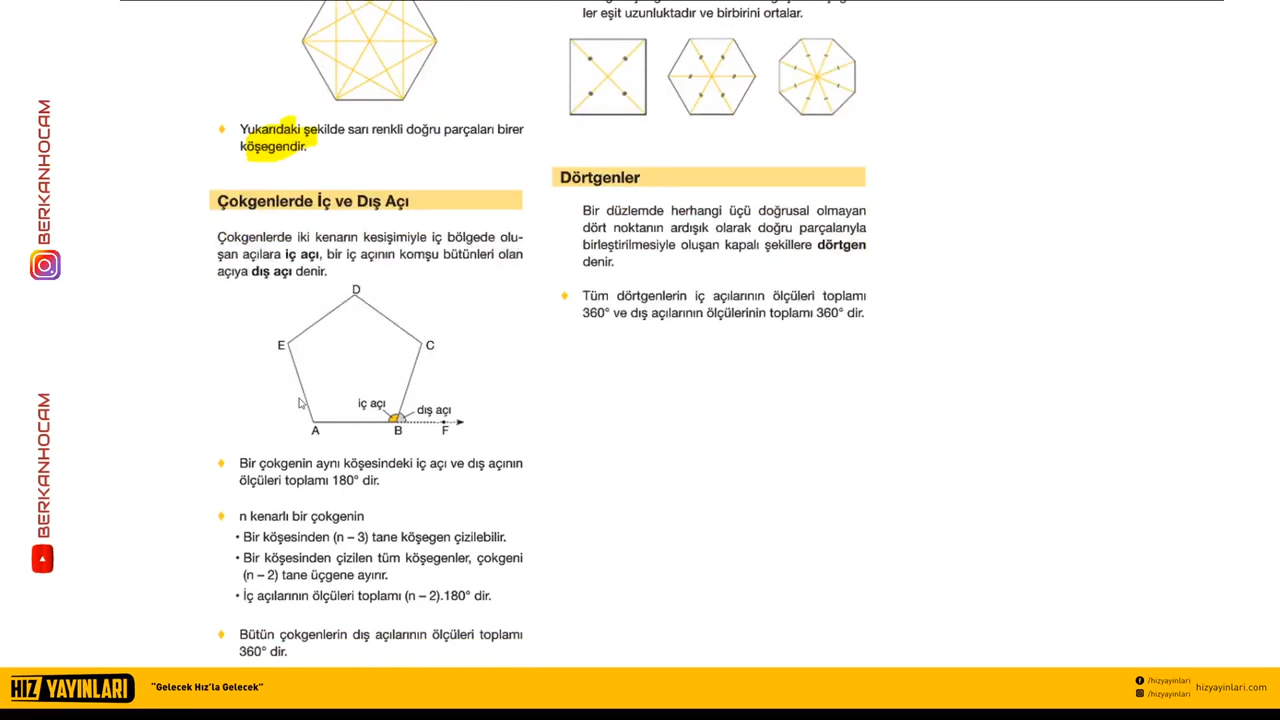 BERKANHOCAM
BERKANHOCAM
Yukarıdaki şekilde sarı renkli doğru parçaları birer
köşegendir.
Çokgenlerde İç ve Dış Açı
Çokgenlerde iki kenarın kesişimiyle iç bölgede olu-
şan açılara iç açı, bir iç açının komşu bütünleri olan
açıya dış açı denir.
D
E
C
iç açı
dış açı
A
B
F
Bir çokgenin aynı köşesindeki iç açı ve dış açının
ölçüleri toplamı 180° dir.
n kenarlı bir çokgenin
• Bir köşesinden (n – 3) tane köşegen çizilebilir.
• Bir köşesinden çizilen tüm köşegenler, çokgeni
(n – 2) tane üçgene ayırır.
• İç açılarının ölçüleri toplamı (n – 2).180° dir.
Bütün çokgenlerin dış açılarının ölçüleri toplamı
360° dir.
ler eşit uzunluktadır ve birbirini ortalar.
Dörtgenler
Bir düzlemde herhangi üçü doğrusal olmayan
dört noktanın ardışık olarak doğru parçalarıyla
birleştirilmesiyle oluşan kapalı şekillere dörtgen
denir.
Tüm dörtgenlerin iç açılarının ölçüleri toplamı
360° ve dış açılarının ölçülerinin toplamı 360° dir.
HIZ YAYINLARI
"Gelecek Hız'la Gelecek"
/hizyayinlari
/hizyayinlari
hizyayinlari.com